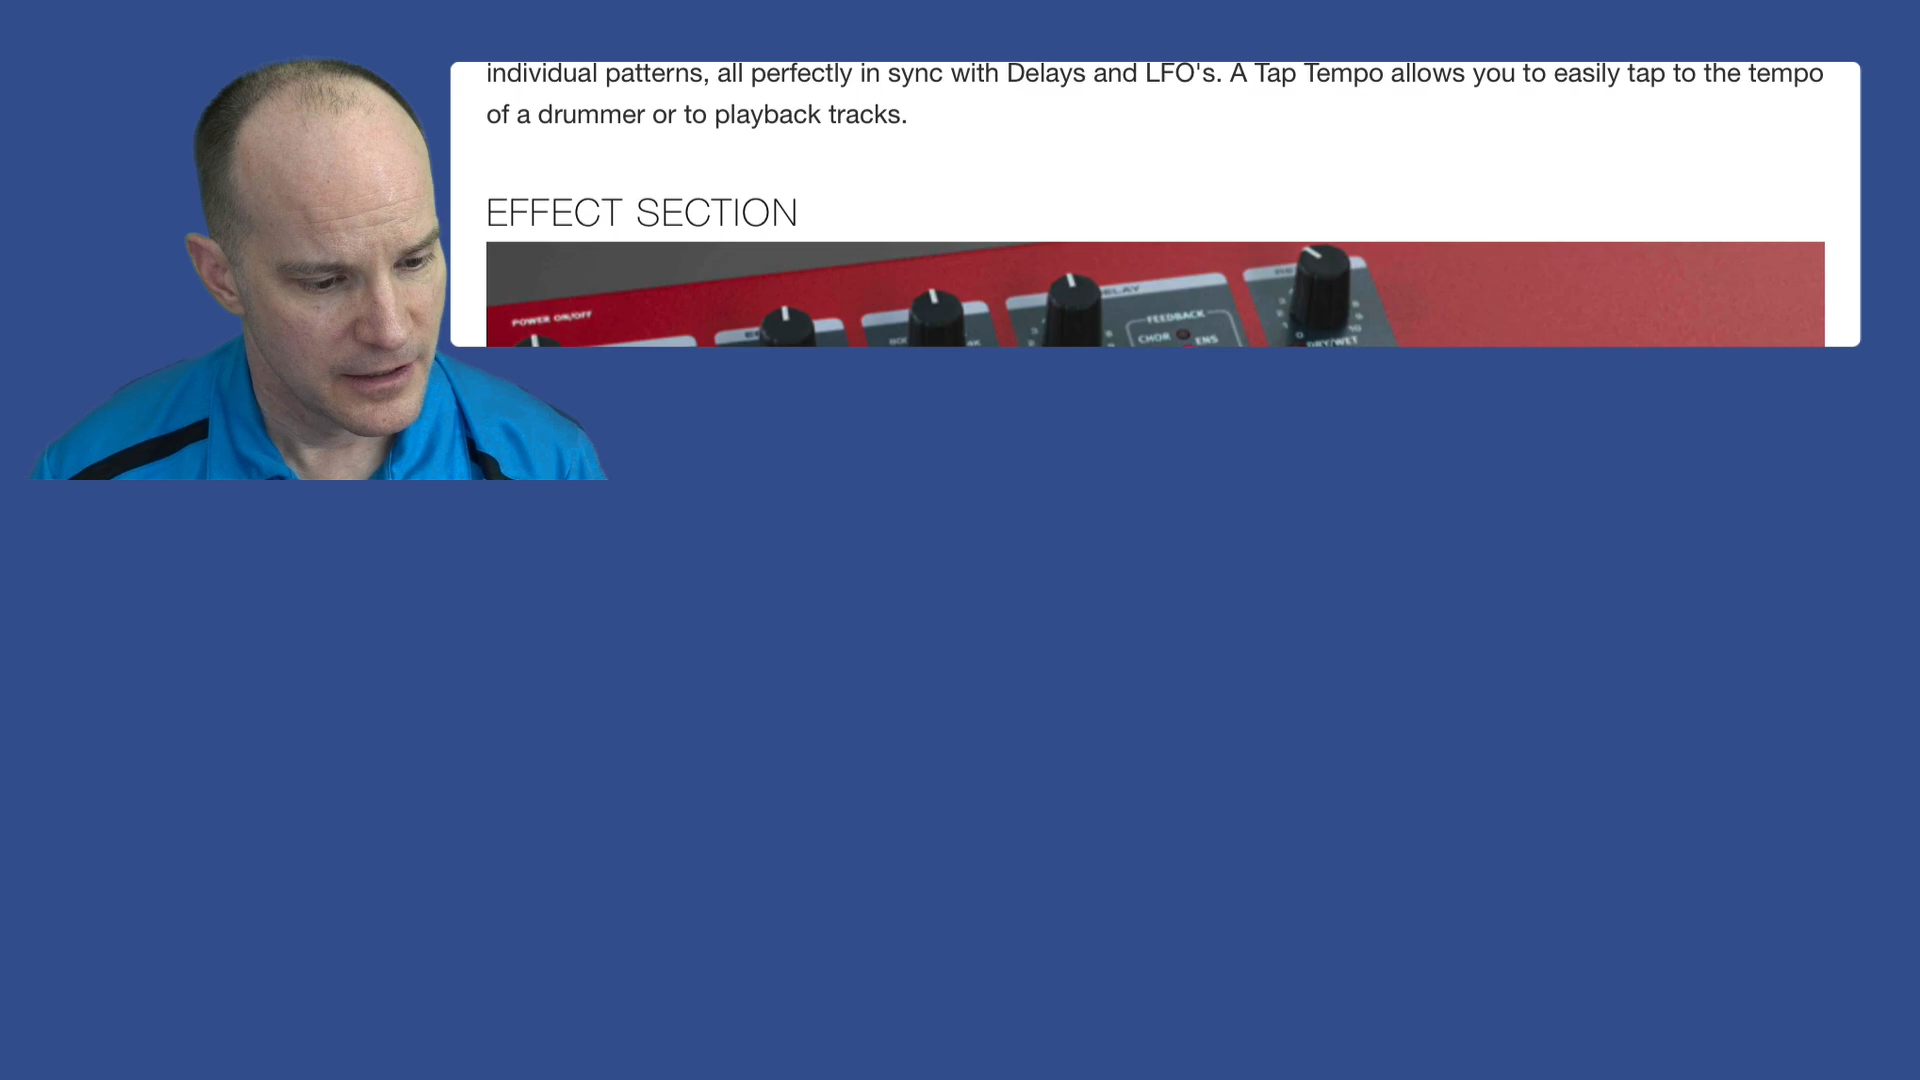 individual patterns, all perfectly in sync with Delays and LFO's. A Tap Tempo allows you to easily tap to the tempo
of a drummer or to playback tracks.
EFFECT SECTION
POWER ON/OFF
FEEDBACK
CHOR
ENS
DRY/WET